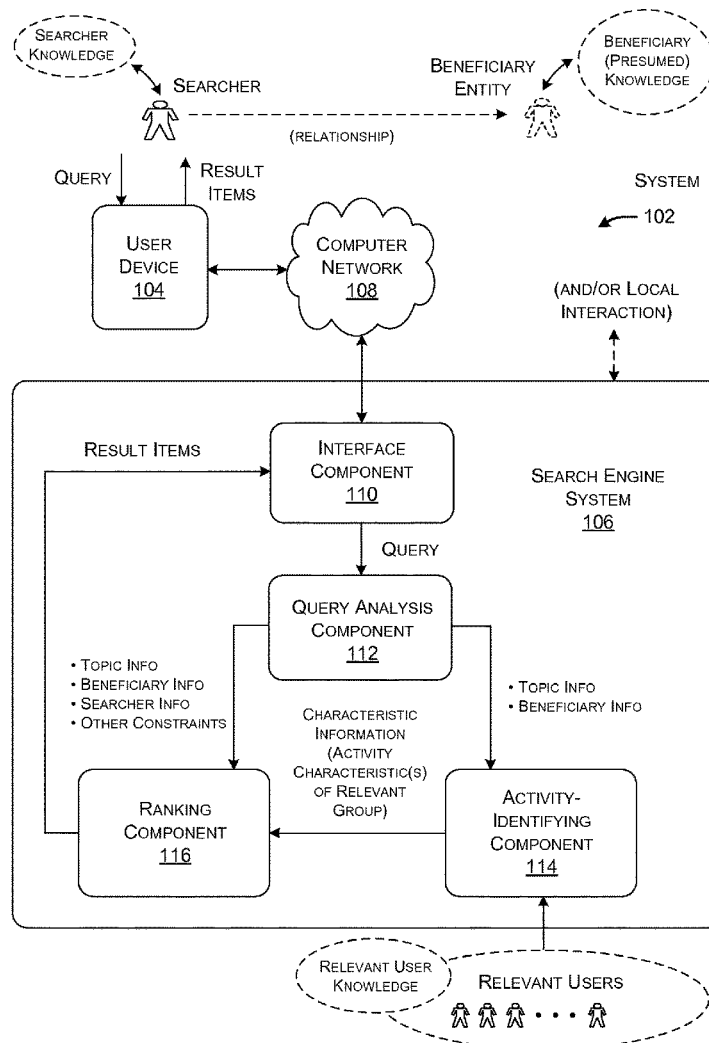 SEARCHER
KNOWLEDGE
SEARCHER
BENEFICIARY
ENTITY
BENEFICIARY
(PRESUMED)
KNOWLEDGE
(RELATIONSHIP)
QUERY
RESULT
ITEMS
SYSTEM
102
USER
DEVICE
104
COMPUTER
NETWORK
108
(AND/OR LOCAL
INTERACTION)
RESULT ITEMS
INTERFACE
COMPONENT
110
SEARCH ENGINE
SYSTEM
106
QUERY
QUERY ANALYSIS
COMPONENT
112
• TOPIC INFO
• BENEFICIARY INFO
• SEARCHER INFO
• OTHER CONSTRAINTS
• TOPIC INFO
• BENEFICIARY INFO
CHARACTERISTIC
INFORMATION
(ACTIVITY
CHARACTERISTIC(S)
OF RELEVANT
GROUP)
RANKING
COMPONENT
116
ACTIVITY-
IDENTIFYING
COMPONENT
114
RELEVANT USER
KNOWLEDGE
RELEVANT USERS